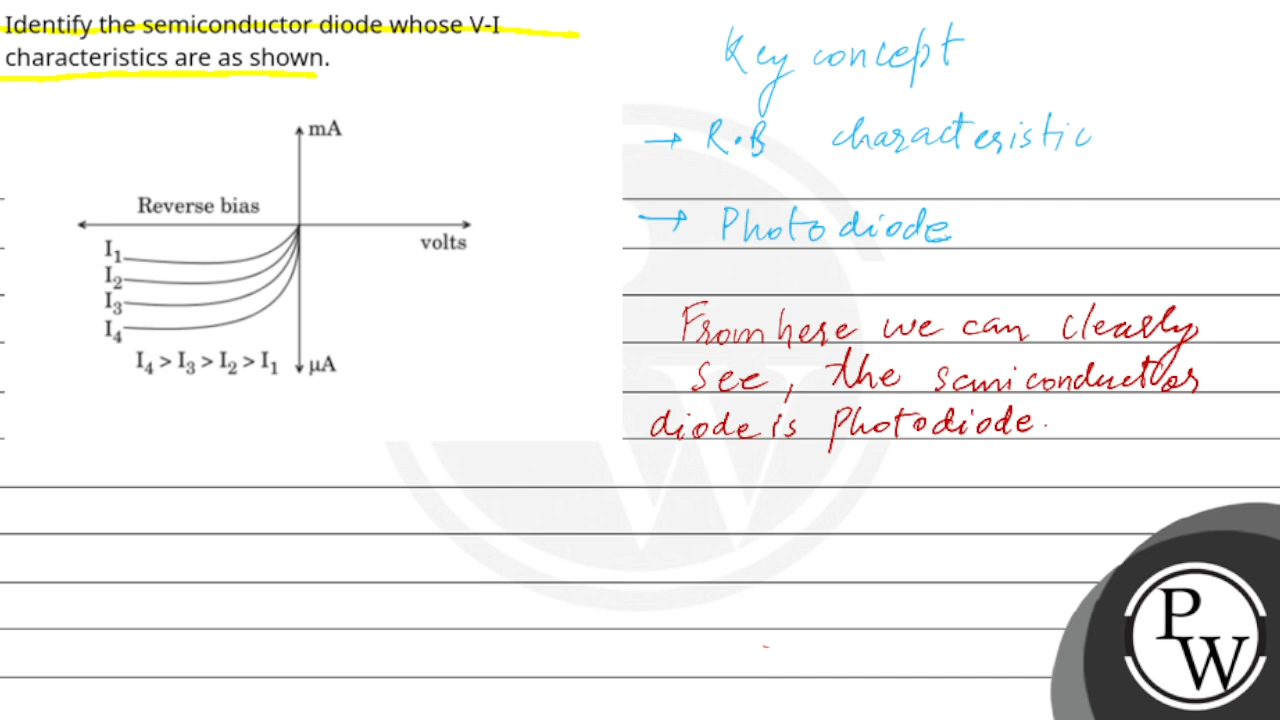 Identify the semiconductor diode whose V-I
characteristics are as shown.
mA
Reverse bias
volts
I₁
I₂
I₃
I₄
I₄ > I₃ > I₂ > I₁
μA
Key concept
→ R.B characteristic
→ Photodiode
From here we can clearly
see, the semiconductor
diode is Photodiode.
P
W